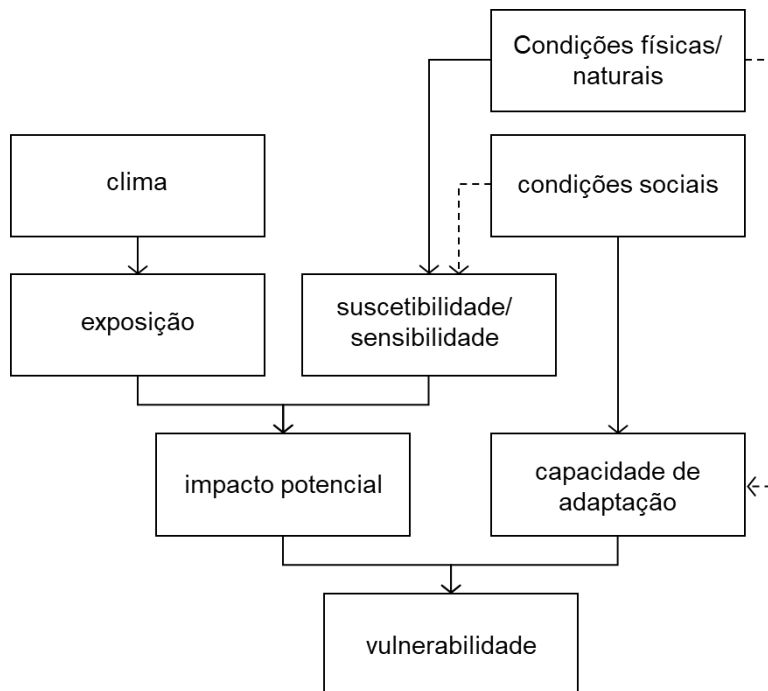 Condições físicas/
naturais
clima
condições sociais
exposição
suscetibilidade/
sensibilidade
impacto potencial
capacidade de
adaptação
vulnerabilidade